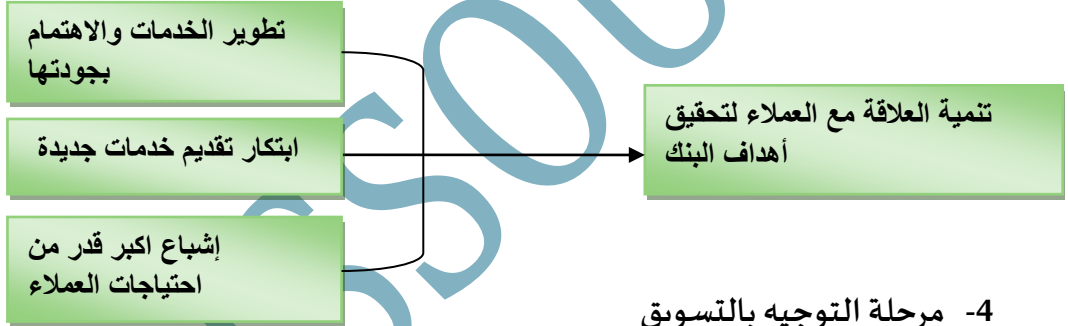 تطوير الخدمات والاهتمام
بجودتها
ابتكار تقديم خدمات جديدة
إشباع اكبر قدر من
احتياجات العملاء
تنمية العلاقة مع العملاء لتحقيق
أهداف البنك
4- مرحلة التوجيه بالتسويق